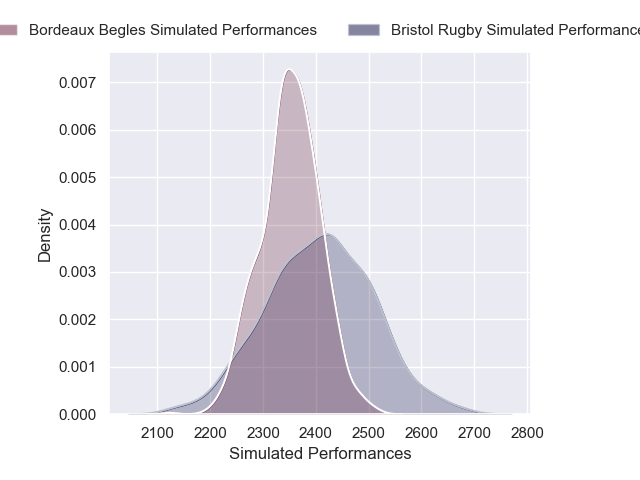 Bordeaux Begles Simulated Performances
Bristol Rugby Simulated Performance
0.007
0.006
0.005
0.004
0.003
0.002
0.001
0.000
Density
2100 2200 2300 2400 2500 2600 2700 2800
Simulated Performances